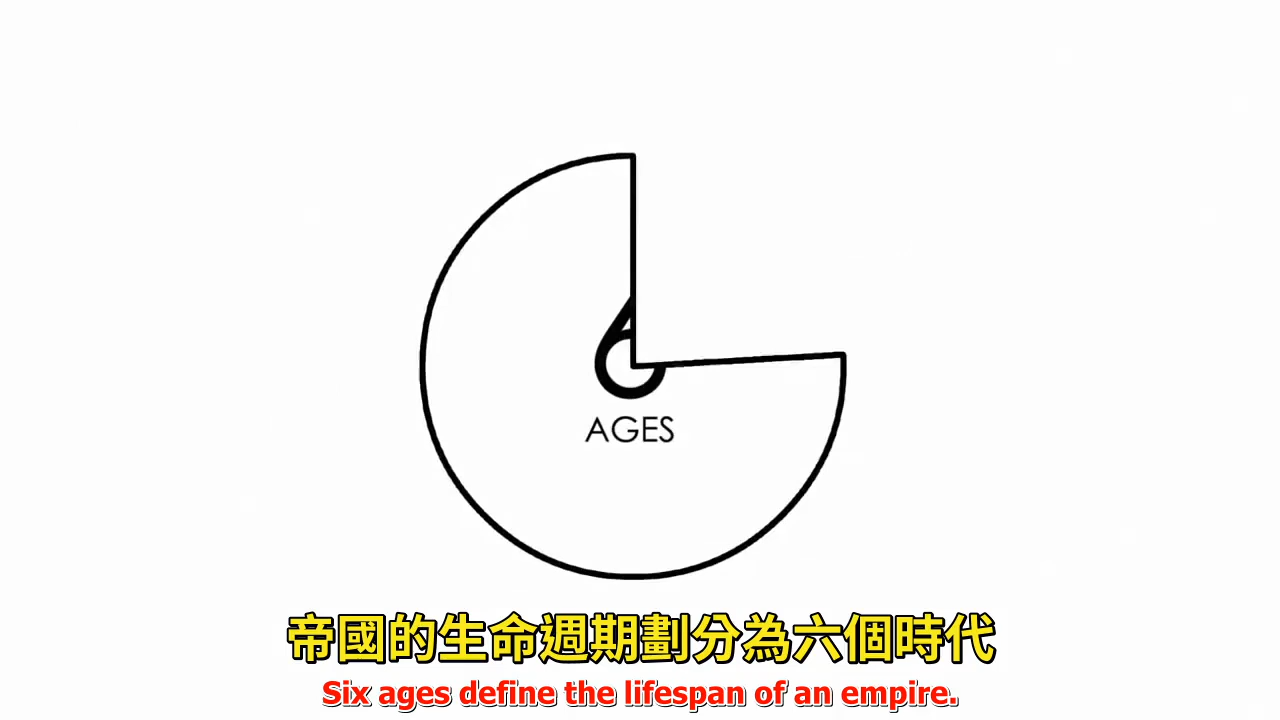 6
AGES
帝國的生命週期劃分為六個時代
Six ages define the lifespan of an empire.